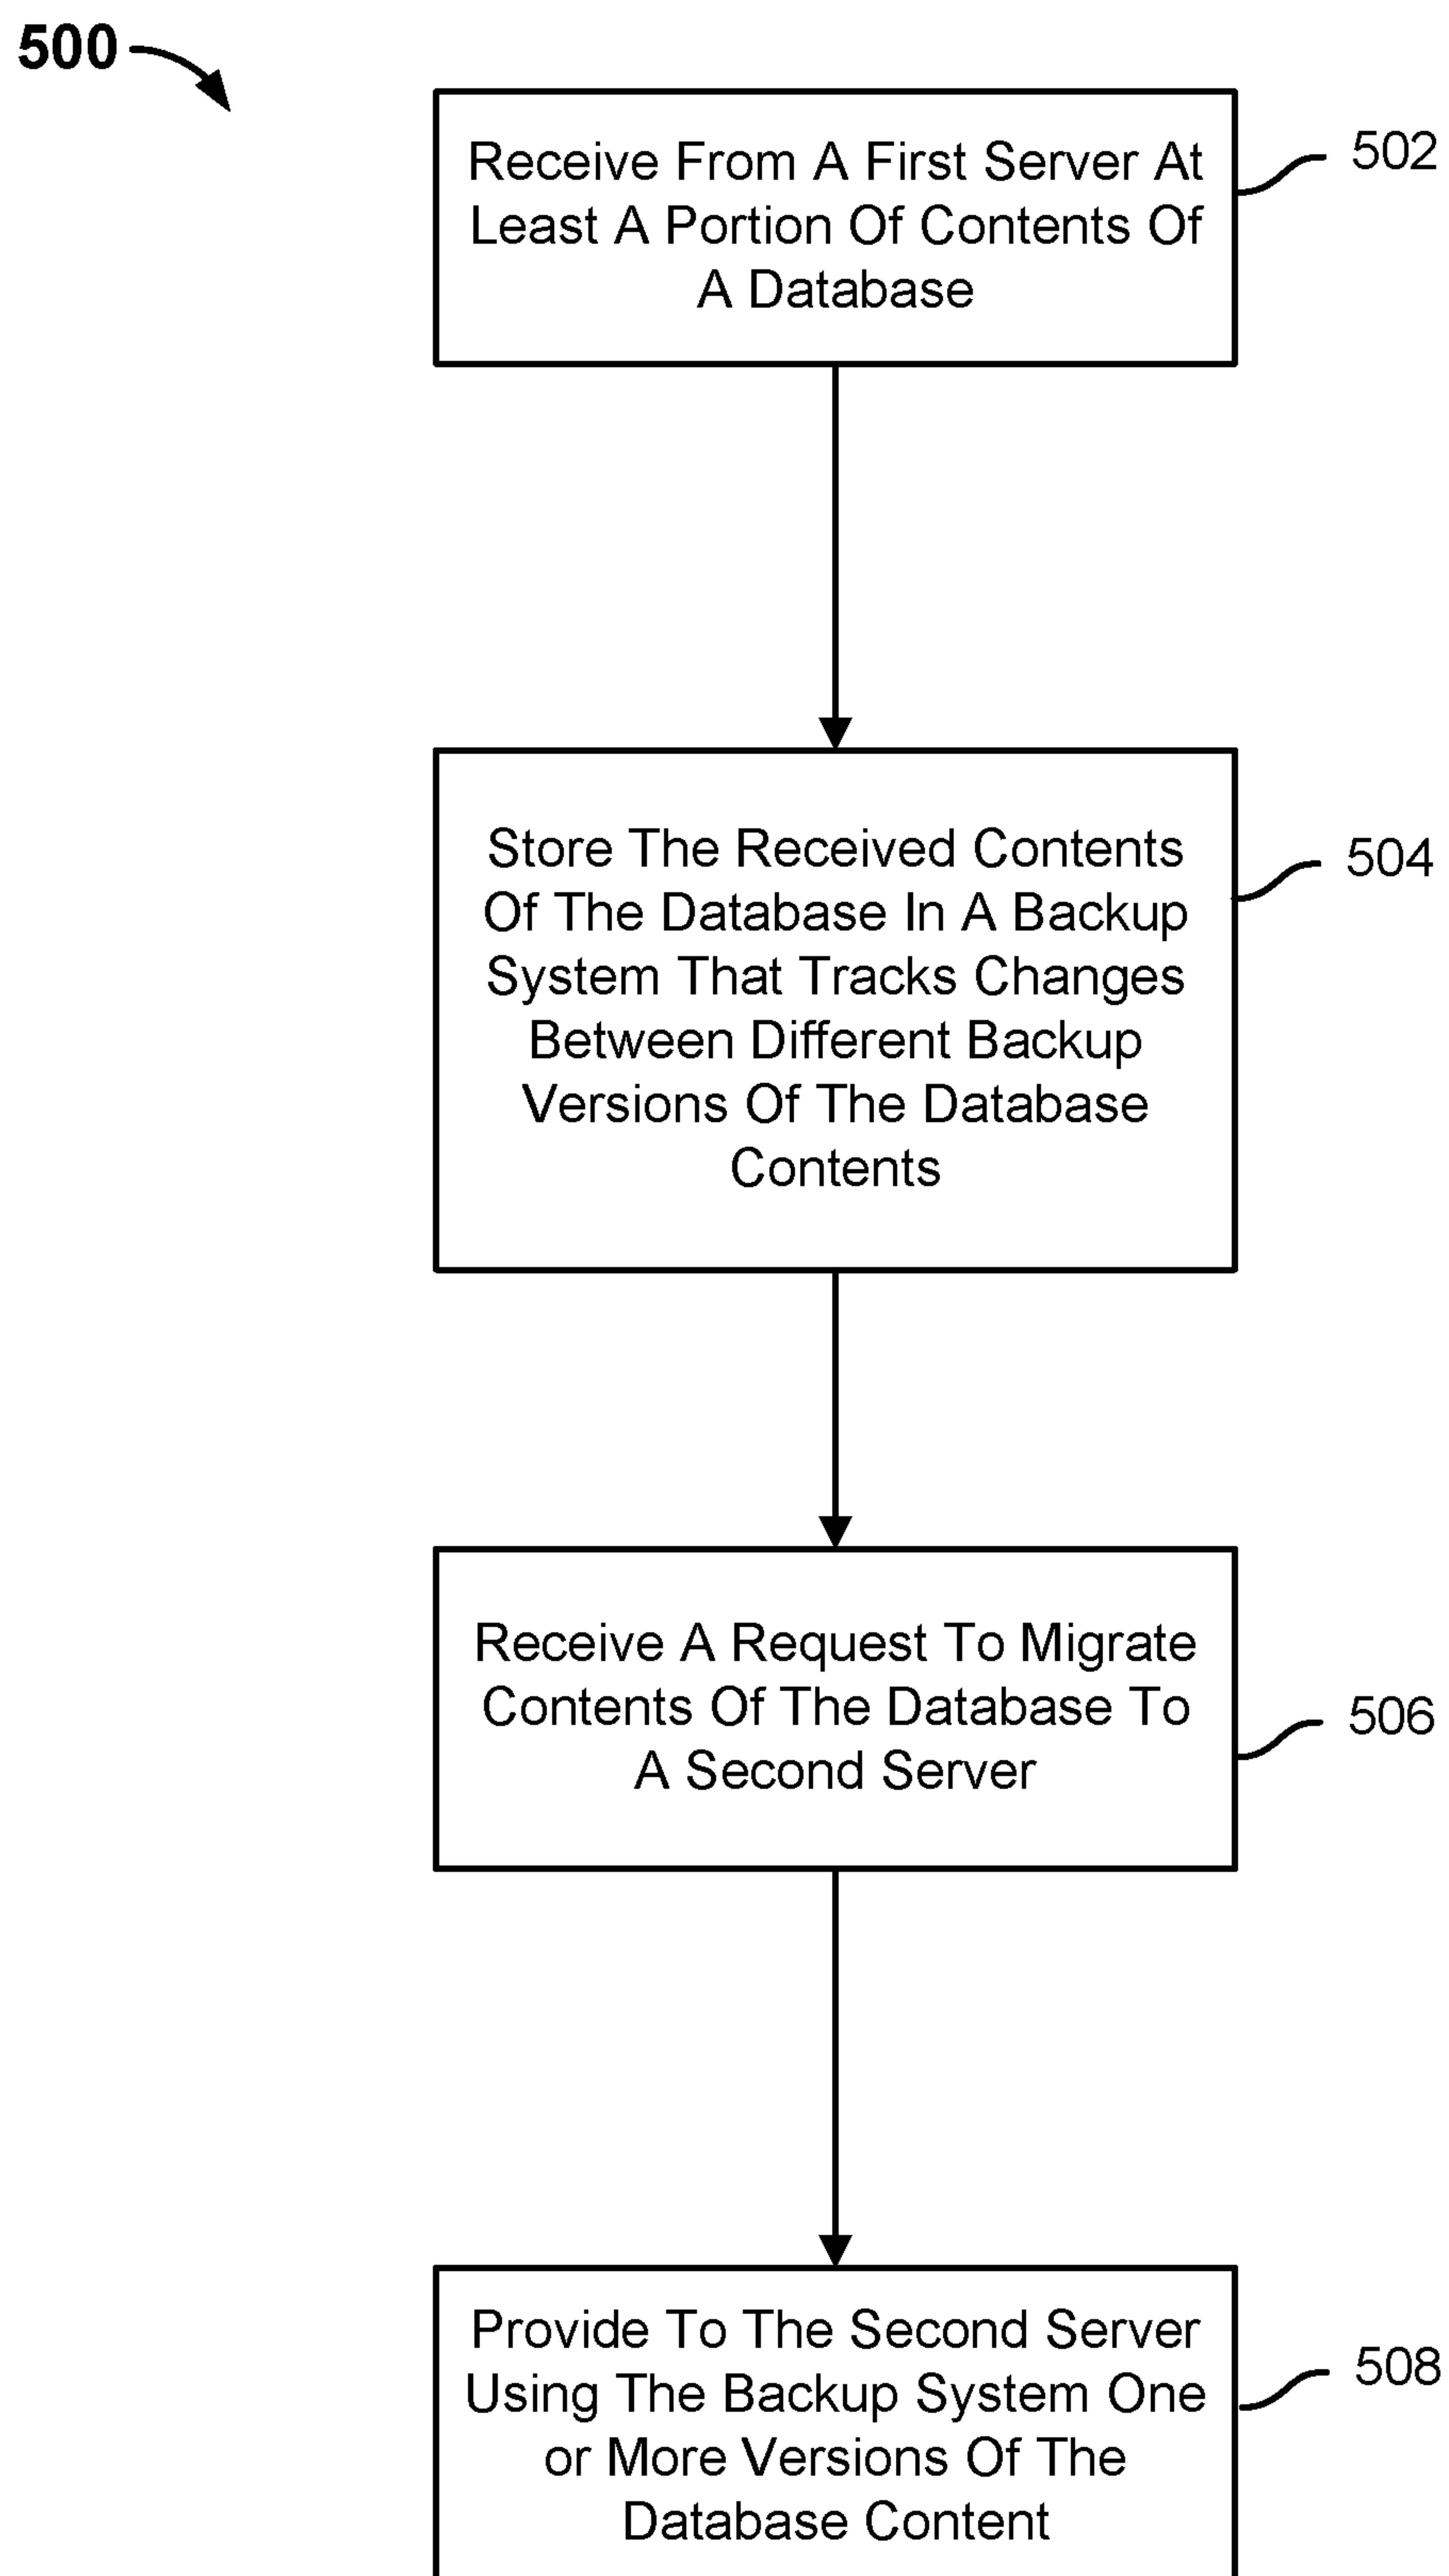 500
Receive From A First Server At
Least A Portion Of Contents Of
A Database
502
Store The Received Contents
Of The Database In A Backup
System That Tracks Changes
Between Different Backup
Versions Of The Database
Contents
504
Receive A Request To Migrate
Contents Of The Database To
A Second Server
506
Provide To The Second Server
Using The Backup System One
or More Versions Of The
Database Content
508